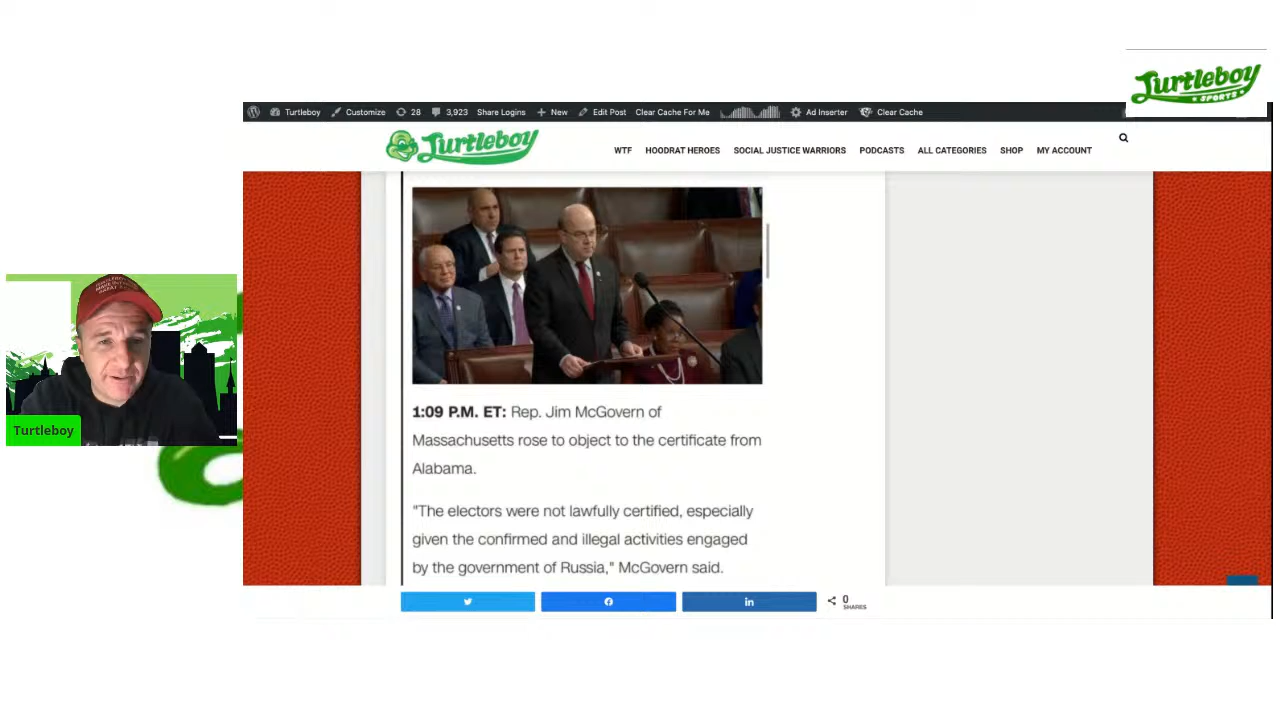 Turtleboy
SPORTS
Turtleboy Customize 28 3,923 Share Logins New Edit Post Clear Cache For Me Ad Inserter Clear Cache
Turtleboy
WTF HOODRAT HEROES SOCIAL JUSTICE WARRIORS PODCASTS ALL CATEGORIES SHOP MY ACCOUNT
1:09 P.M. ET: Rep. Jim McGovern of
Massachusetts rose to object to the certificate from
Alabama.
"The electors were not lawfully certified, especially
given the confirmed and illegal activities engaged
by the government of Russia," McGovern said.
Turtleboy
0
SHARES